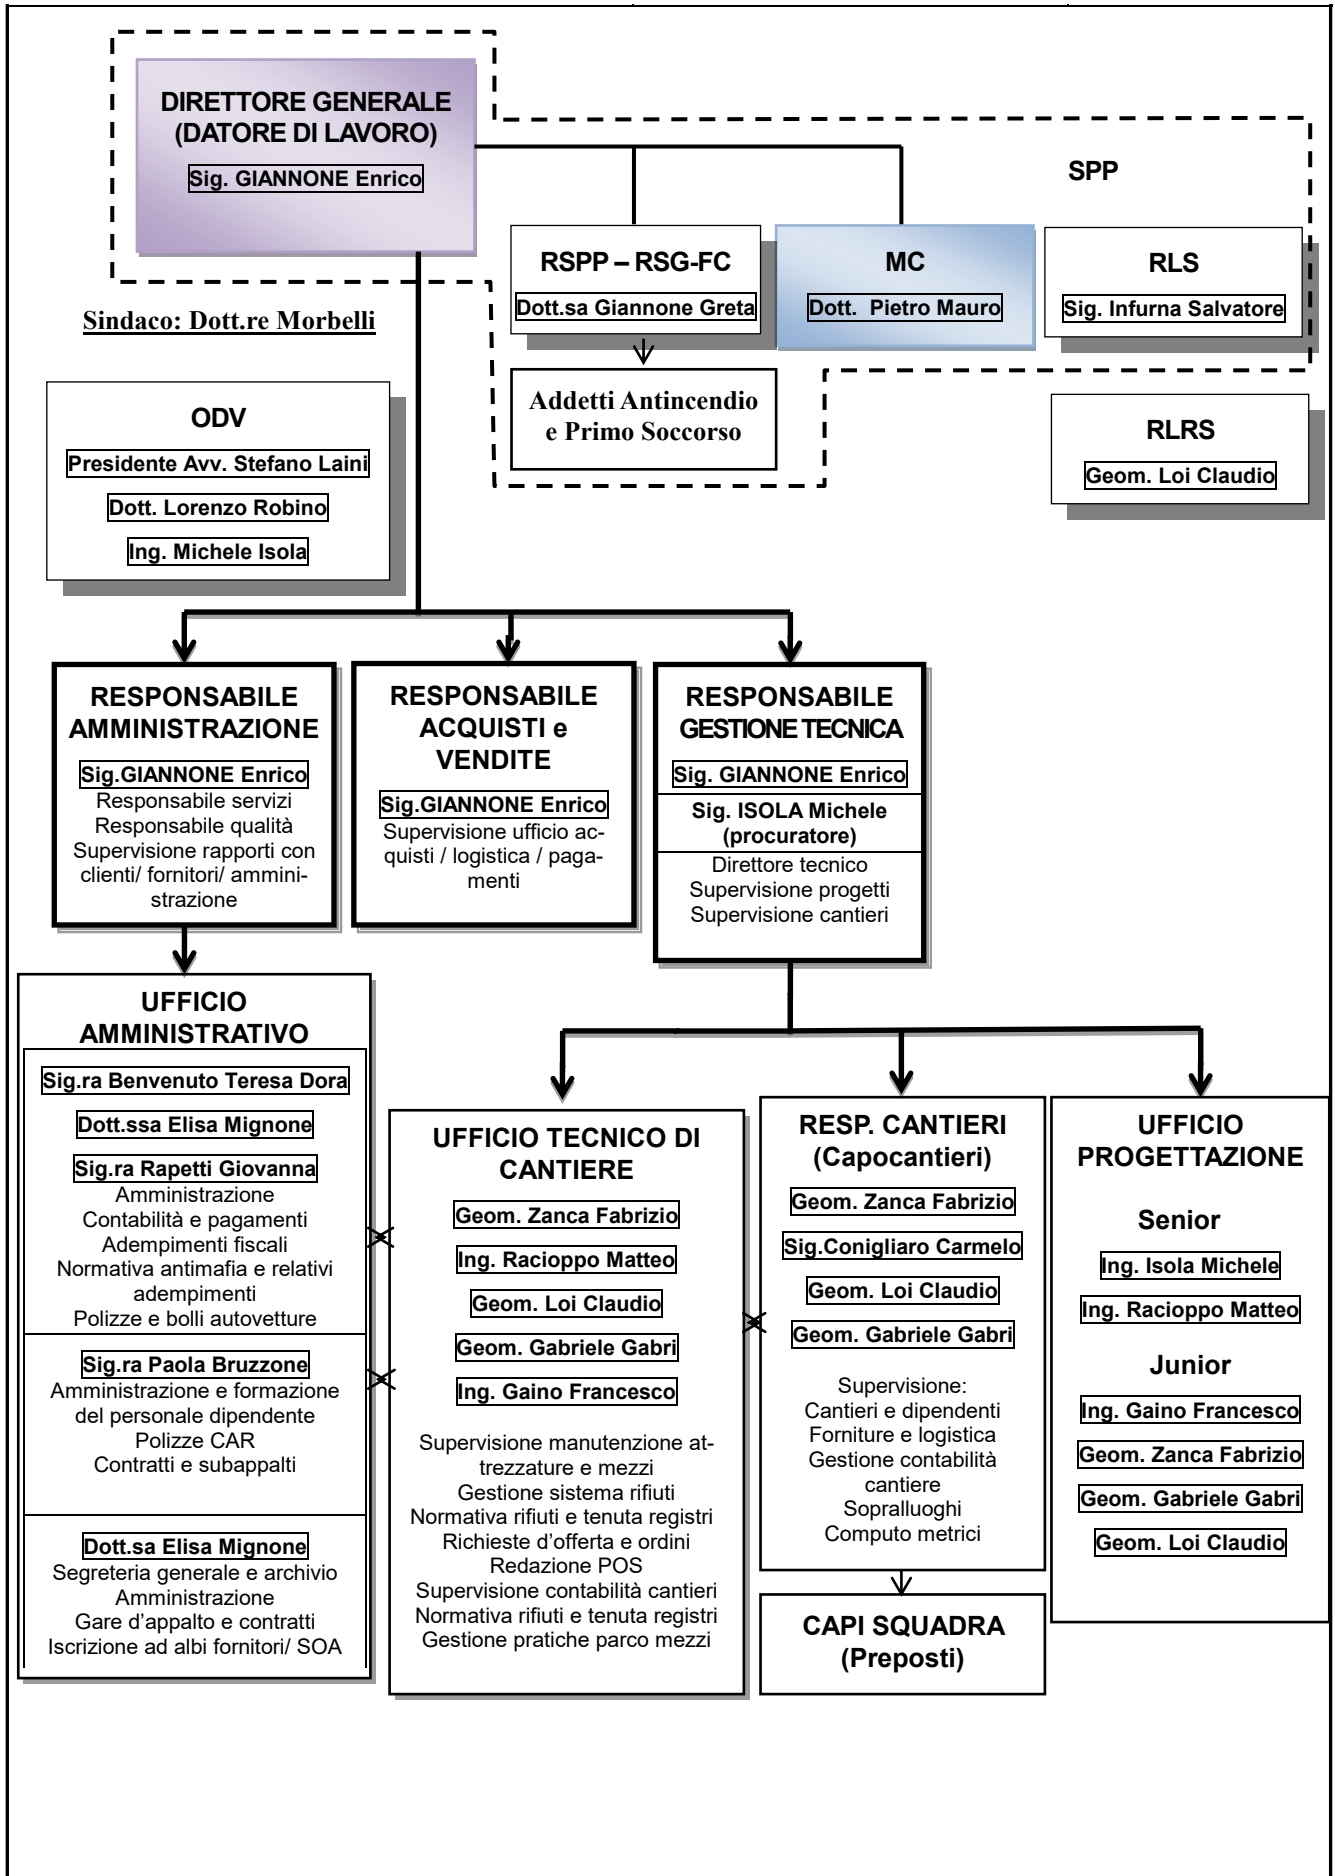 DIRETTORE GENERALE
(DATORE DI LAVORO)
Sig. GIANNONE Enrico
SPP
RSPP – RSG-FC
Dott.sa Giannone Greta
MC
Dott.  Pietro Mauro
RLS
Sig. Infurna Salvatore
Sindaco: Dott.re Morbelli
Addetti Antincendio
e Primo Soccorso
RLRS
Geom. Loi Claudio
ODV
Presidente Avv. Stefano Laini
Dott. Lorenzo Robino
Ing. Michele Isola
RESPONSABILE
AMMINISTRAZIONE
Sig.GIANNONE Enrico
Responsabile servizi
Responsabile qualità
Supervisione rapporti con
clienti/ fornitori/ ammini-
strazione
RESPONSABILE
ACQUISTI e
VENDITE
Sig.GIANNONE Enrico
Supervisione ufficio ac-
quisti / logistica / paga-
menti
RESPONSABILE
GESTIONE TECNICA
Sig. GIANNONE Enrico
Sig. ISOLA Michele
(procuratore)
Direttore tecnico
Supervisione progetti
Supervisione cantieri
UFFICIO
AMMINISTRATIVO
Sig.ra Benvenuto Teresa Dora
Dott.ssa Elisa Mignone
Sig.ra Rapetti Giovanna
Amministrazione
Contabilità e pagamenti
Adempimenti fiscali
Normativa antimafia e relativi
adempimenti
Polizze e bolli autovetture
Sig.ra Paola Bruzzone
Amministrazione e formazione
del personale dipendente
Polizze CAR
Contratti e subappalti
Dott.sa Elisa Mignone
Segreteria generale e archivio
Amministrazione
Gare d’appalto e contratti
Iscrizione ad albi fornitori/ SOA
UFFICIO TECNICO DI
CANTIERE
Geom. Zanca Fabrizio
Ing. Racioppo Matteo
Geom. Loi Claudio
Geom. Gabriele Gabri
Ing. Gaino Francesco
Supervisione manutenzione at-
trezzature e mezzi
Gestione sistema rifiuti
Normativa rifiuti e tenuta registri
Richieste d’offerta e ordini
Redazione POS
Supervisione contabilità cantieri
Normativa rifiuti e tenuta registri
Gestione pratiche parco mezzi
RESP. CANTIERI
(Capocantieri)
Geom. Zanca Fabrizio
Sig.Conigliaro Carmelo
Geom. Loi Claudio
Geom. Gabriele Gabri
Supervisione:
Cantieri e dipendenti
Forniture e logistica
Gestione contabilità
cantiere
Sopralluoghi
Computo metrici
CAPI SQUADRA
(Preposti)
UFFICIO
PROGETTAZIONE
Senior
Ing. Isola Michele
Ing. Racioppo Matteo
Junior
Ing. Gaino Francesco
Geom. Zanca Fabrizio
Geom. Gabriele Gabri
Geom. Loi Claudio